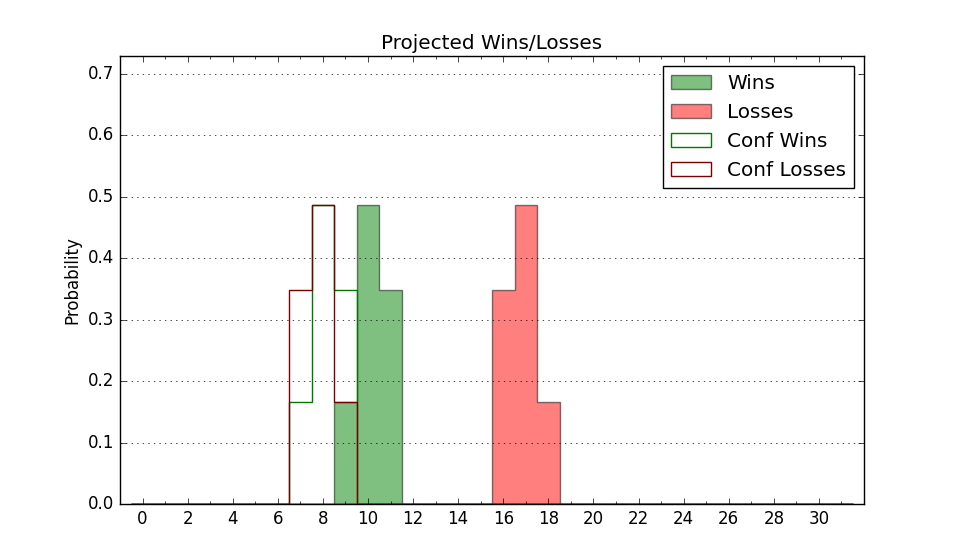 Projected Wins/Losses
0.7
0.6
0.5
0.4
0.3
0.2
0.1
0.0
Probability
Wins
Losses
Conf Wins
Conf Losses
0 2 4 6 8 10 12 14 16 18 20 22 24 26 28 30